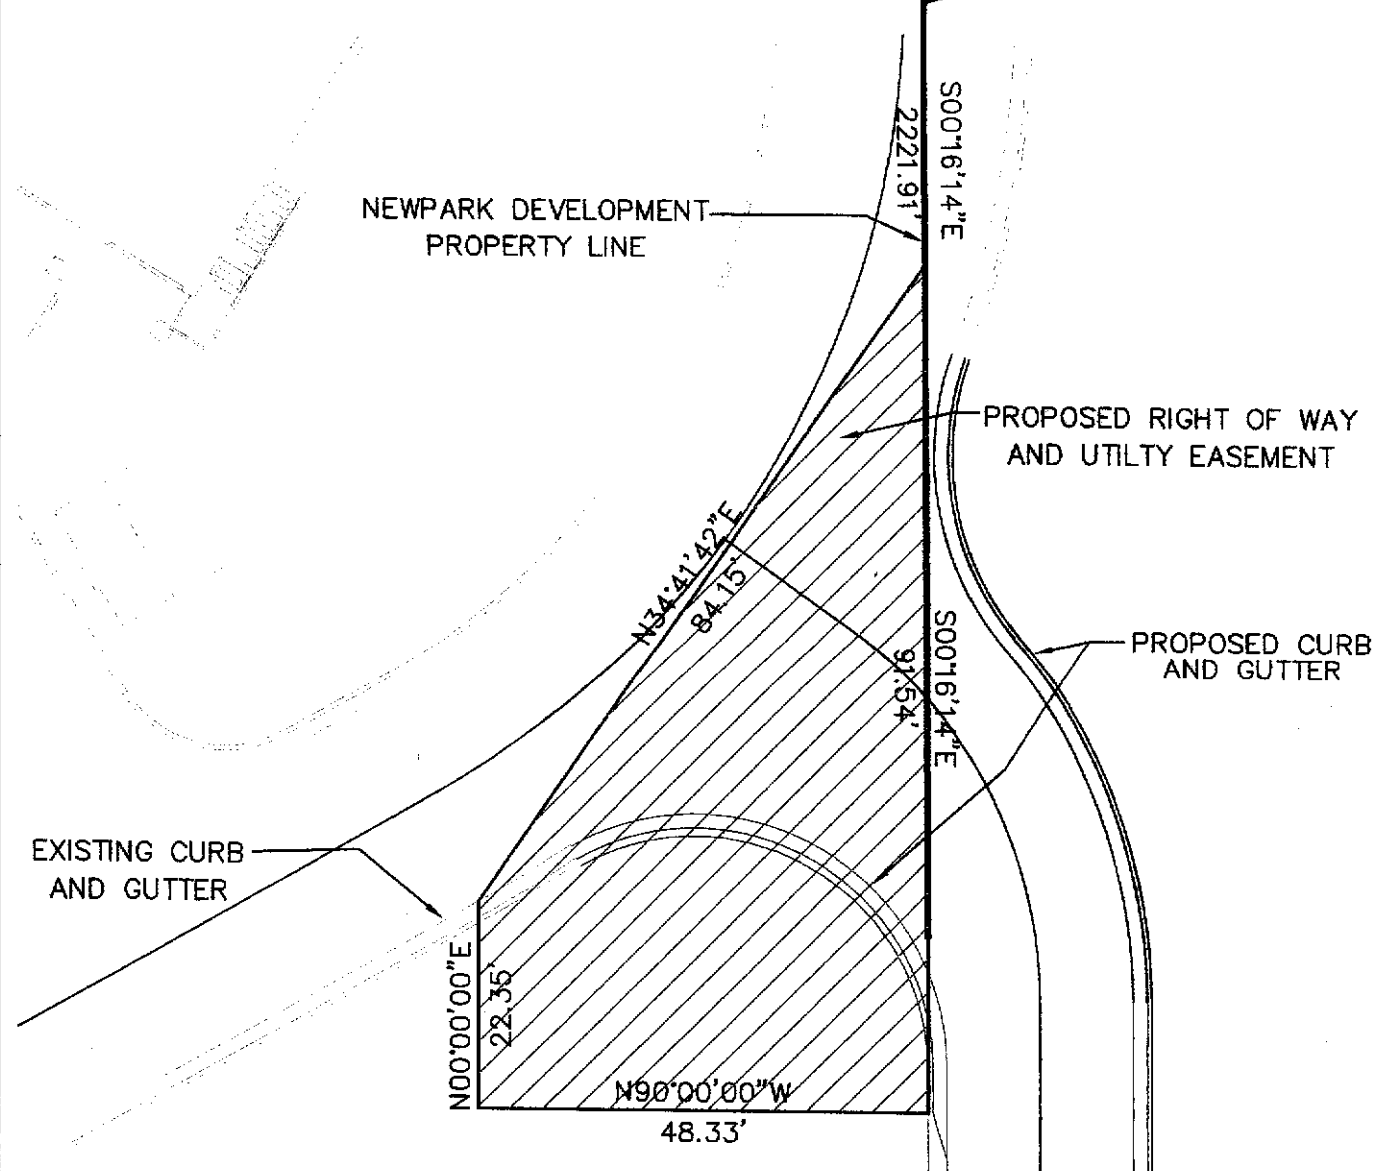 S00°16'14"E
2221.91'
NEWPARK DEVELOPMENT
PROPERTY LINE
PROPOSED RIGHT OF WAY
AND UTILTY EASEMENT
N34°41'42"E
84.15'
S00°16'14"E
91.54'
PROPOSED CURB
AND GUTTER
EXISTING CURB
AND GUTTER
N00°00'00"E
22.35'
N90°00'00"W
48.33'